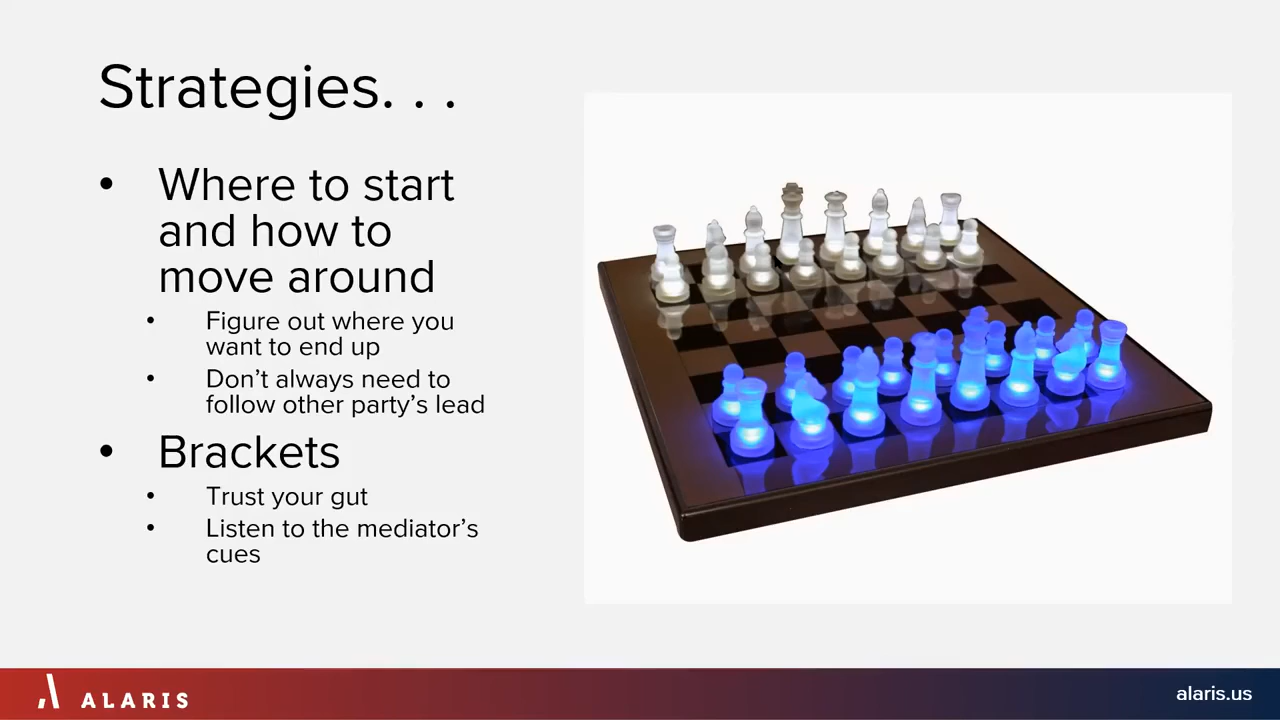 Strategies. . .
• Where to start
and how to
move around
• Figure out where you
want to end up
• Don’t always need to
follow other party’s lead
• Brackets
• Trust your gut
• Listen to the mediator’s
cues
ALARIS
alaris.us